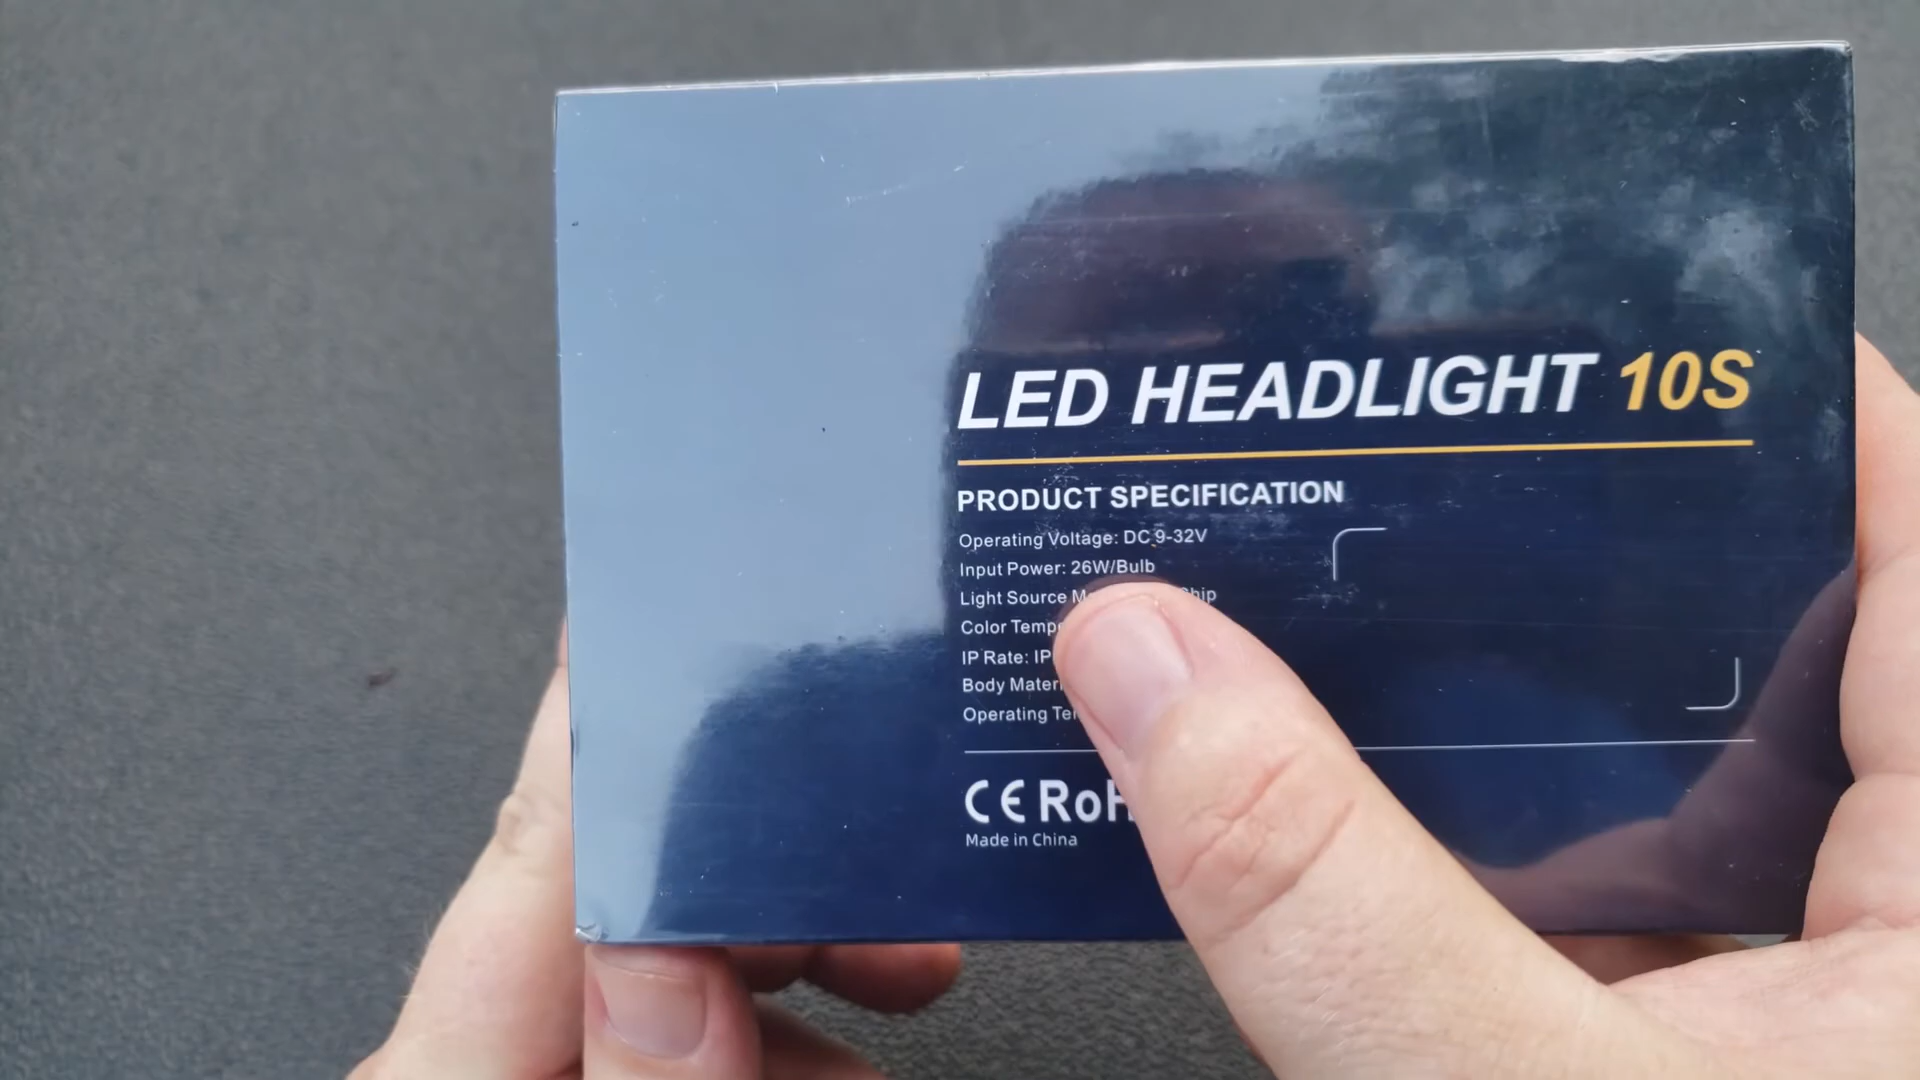 LED HEADLIGHT 10S
PRODUCT SPECIFICATION
Operating Voltage: DC 9-32V
Input Power: 26W/Bulb
Light Source
Color
IP Rate:
Body
Operating
CE
Made in China